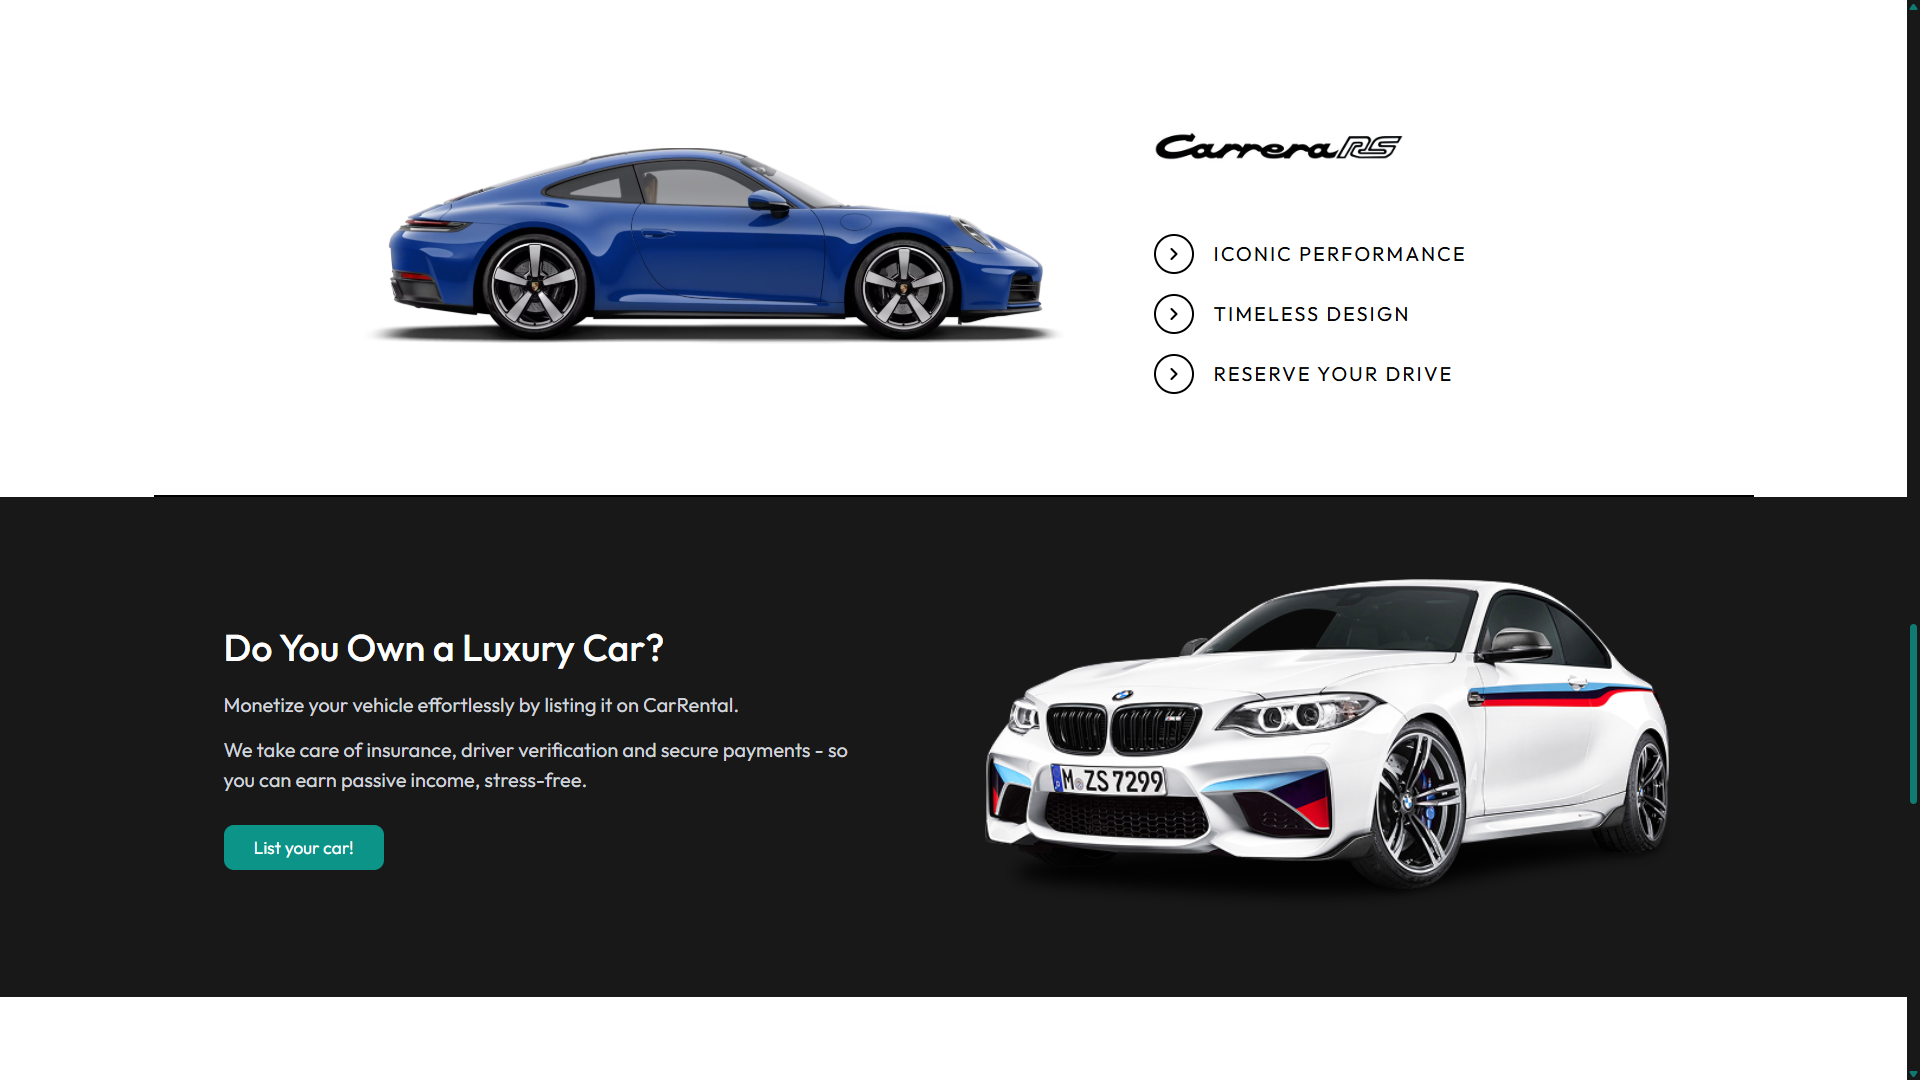 Carrera RS
ICONIC PERFORMANCE
TIMELESS DESIGN
RESERVE YOUR DRIVE
Do You Own a Luxury Car?
Monetize your vehicle effortlessly by listing it on CarRental.
We take care of insurance, driver verification and secure payments - so
you can earn passive income, stress-free.
List your car!
M ZS 7299